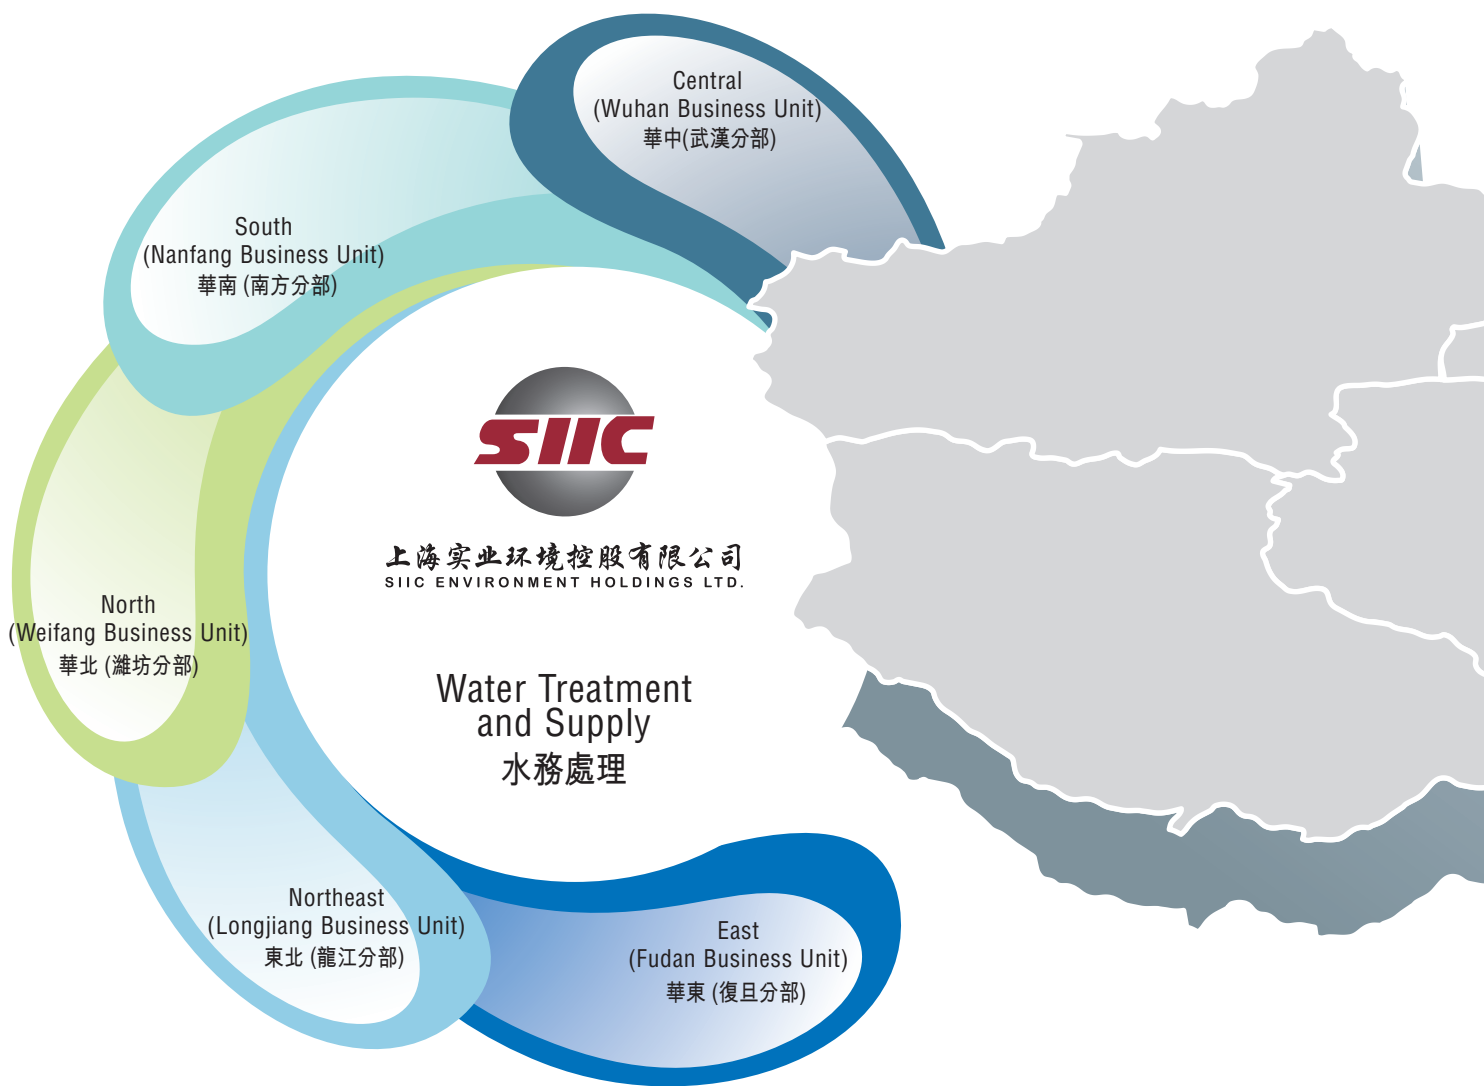 Central
(Wuhan Business Unit)
華中(武漢分部)
South
(Nanfang Business Unit)
華南 (南方分部)
North
(Weifang Business Unit)
華北 (濰坊分部)
Northeast
(Longjiang Business Unit)
東北 (龍江分部)
East
(Fudan Business Unit)
華東 (復旦分部)
SIIC
上海实业环境控股有限公司
SIIC ENVIRONMENT HOLDINGS LTD.
Water Treatment
and Supply
水務處理